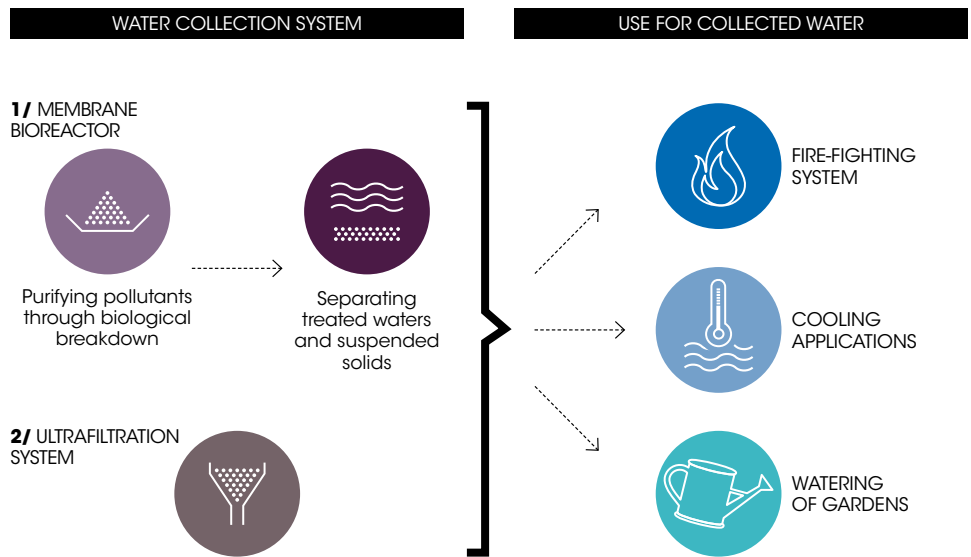 WATER COLLECTION SYSTEM
1/ MEMBRANE
BIOREACTOR
Purifying pollutants
through biological
breakdown
Separating
treated waters
and suspended
solids
2/ ULTRAFILTRATION
SYSTEM
USE FOR COLLECTED WATER
FIRE-FIGHTING
SYSTEM
COOLING
APPLICATIONS
WATERING
OF GARDENS